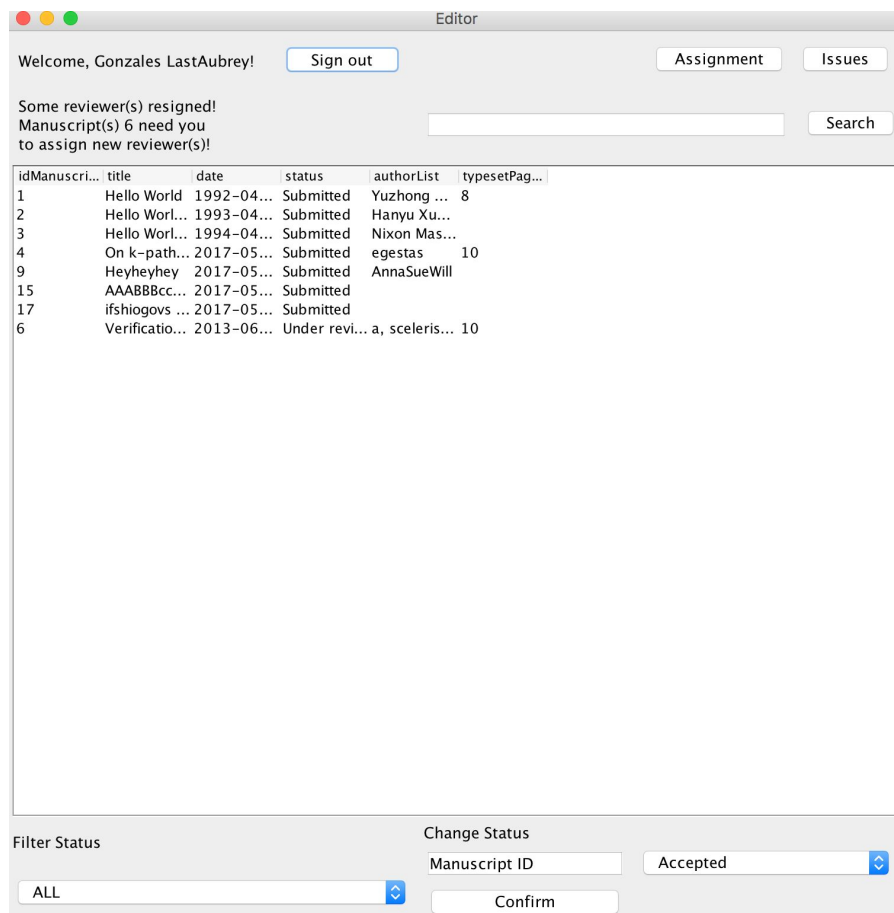 Editor
Welcome, Gonzales LastAubrey!
Sign out
Assignment
Issues
Some reviewer(s) resigned!
Manuscript(s) 6 need you
to assign new reviewer(s)!
Search
idManuscri... title date status authorList typesetPag...
1 Hello World 1992-04... Submitted Yuzhong ... 8
2 Hello Worl... 1993-04... Submitted Hanyu Xu...
3 Hello Worl... 1994-04... Submitted Nixon Mas...
4 On k-path... 2017-05... Submitted egestas 10
9 Heyheyhey 2017-05... Submitted AnnaSueWill
15 AAABBBcc... 2017-05... Submitted
17 ifshiogovs ... 2017-05... Submitted
6 Verificatio... 2013-06... Under revi... a, sceleris... 10
Filter Status
ALL
Change Status
Manuscript ID
Accepted
Confirm